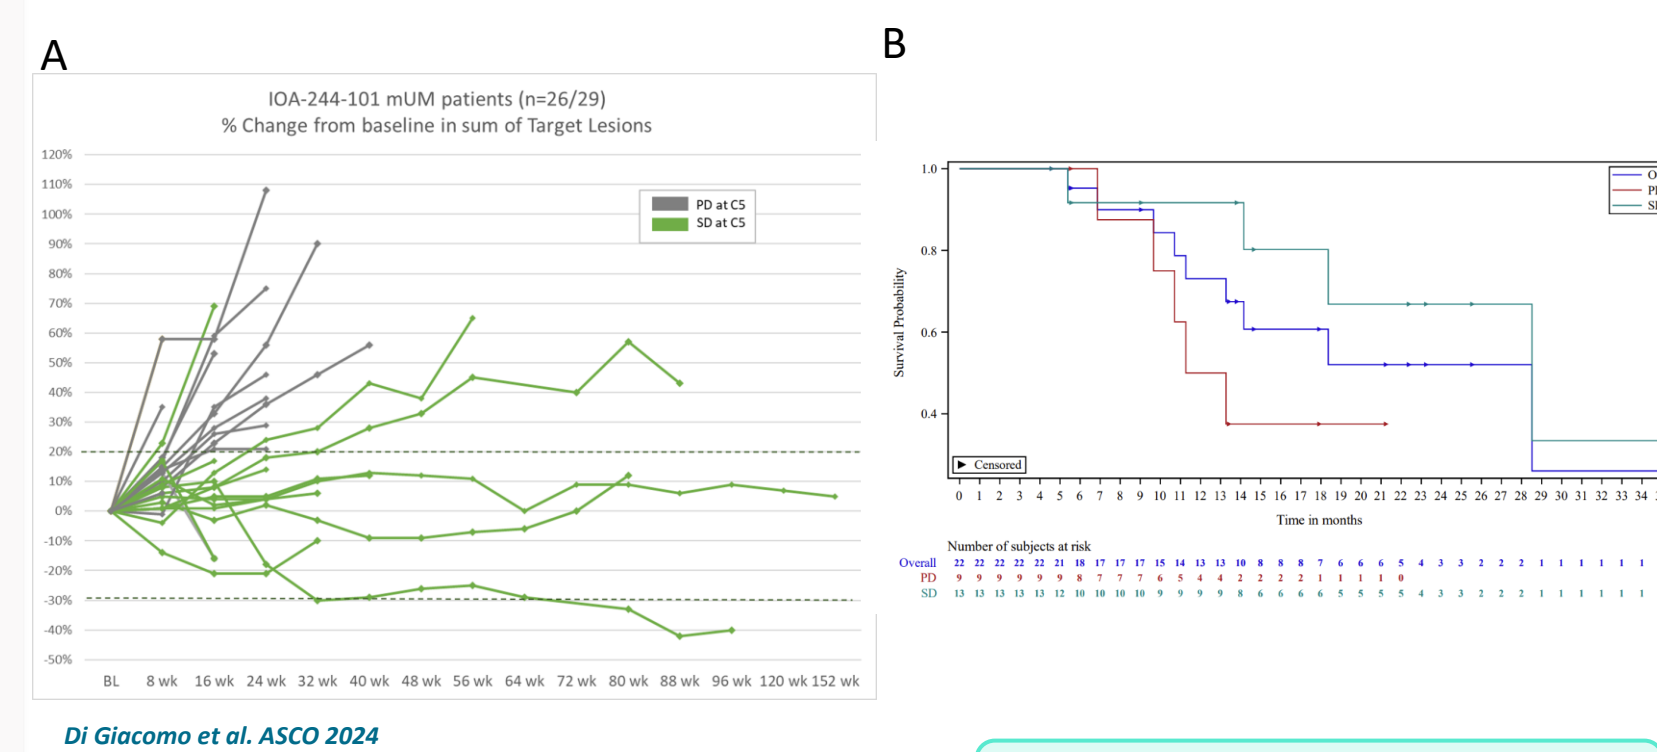 A
IOA-244-101 mUM patients (n=26/29)
% Change from baseline in sum of Target Lesions
120%
110%
100%
90%
80%
70%
60%
50%
40%
30%
20%
10%
0%
-10%
-20%
-30%
-40%
-50%
PD at C5
SD at C5
BL 8 wk 16 wk 24 wk 32 wk 40 wk 48 wk 56 wk 64 wk 72 wk 80 wk 88 wk 96 wk 120 wk 152 wk
Di Giacomo et al. ASCO 2024
B
Survival Probability
1.0
0.8
0.6
0.4
Censored
0 1 2 3 4 5 6 7 8 9 10 11 12 13 14 15 16 17 18 19 20 21 22 23 24 25 26 27 28 29 30 31 32 33 34
Time in months
Number of subjects at risk
Overall 22 22 22 22 22 21 18 17 17 17 15 14 13 13 10 8 8 8 7 6 6 6 5 4 3 3 2 2 2 1 1 1 1 1 1
PD 9 9 9 9 9 9 8 7 7 7 6 5 4 4 2 2 2 2 1 1 1 1 0
SD 13 13 13 13 13 12 10 10 10 10 9 9 9 9 8 6 6 6 6 5 5 5 5 4 3 3 2 2 2 1 1 1 1 1 1